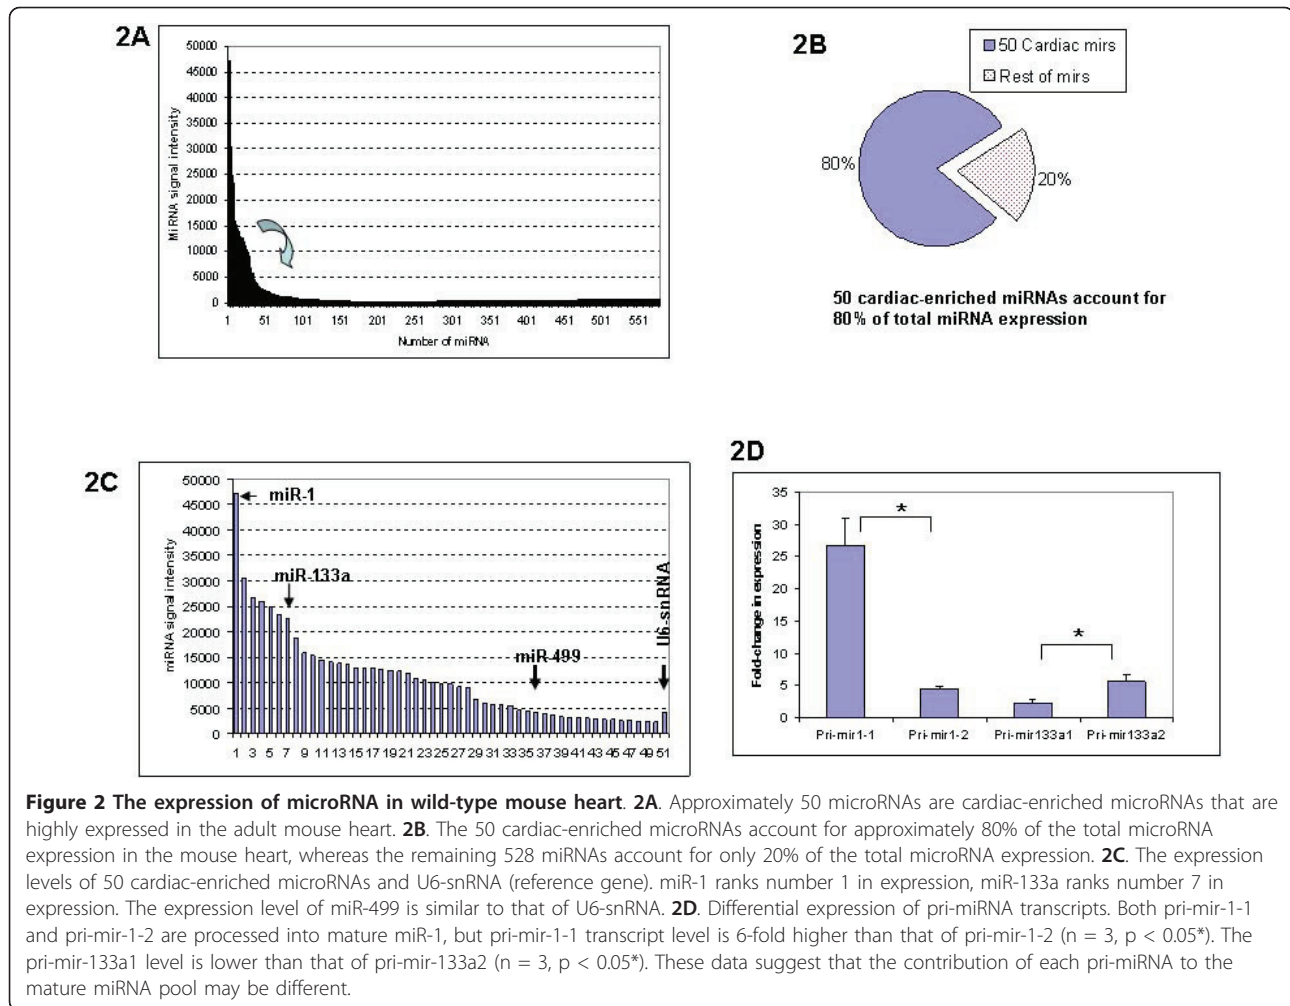 2A
MiRNA signal intensity
50000
45000
40000
35000
30000
25000
20000
15000
10000
5000
0
1 51 101 151 201 251 301 351 401 451 501 551
Number of miRNA
2B
50 Cardiac mirs
Rest of mirs
80%
20%
50 cardiac-enriched miRNAs account for
80% of total miRNA expression
2C
miRNA signal intensity
50000
45000
40000
35000
30000
25000
20000
15000
10000
5000
0
miR-1
miR-133a
miR-499
U6-snRNA
1 3 5 7 9 11 13 15 17 19 21 23 25 27 29 31 33 35 37 39 41 43 45 47 49 51
2D
Fold-change in expression
35
30
25
20
15
10
5
0
*
*
Pri-mir1-1 Pri-mir1-2 Pri-mir133a1 Pri-mir133a2
Figure 2 The expression of microRNA in wild-type mouse heart. 2A. Approximately 50 microRNAs are cardiac-enriched microRNAs that are
highly expressed in the adult mouse heart. 2B. The 50 cardiac-enriched microRNAs account for approximately 80% of the total microRNA
expression in the mouse heart, whereas the remaining 528 miRNAs account for only 20% of the total microRNA expression. 2C. The expression
levels of 50 cardiac-enriched microRNAs and U6-snRNA (reference gene). miR-1 ranks number 1 in expression, miR-133a ranks number 7 in
expression. The expression level of miR-499 is similar to that of U6-snRNA. 2D. Differential expression of pri-miRNA transcripts. Both pri-mir-1-1
and pri-mir-1-2 are processed into mature miR-1, but pri-mir-1-1 transcript level is 6-fold higher than that of pri-mir-1-2 (n = 3, p < 0.05*). The
pri-mir-133a1 level is lower than that of pri-mir-133a2 (n = 3, p < 0.05*). These data suggest that the contribution of each pri-miRNA to the
mature miRNA pool may be different.